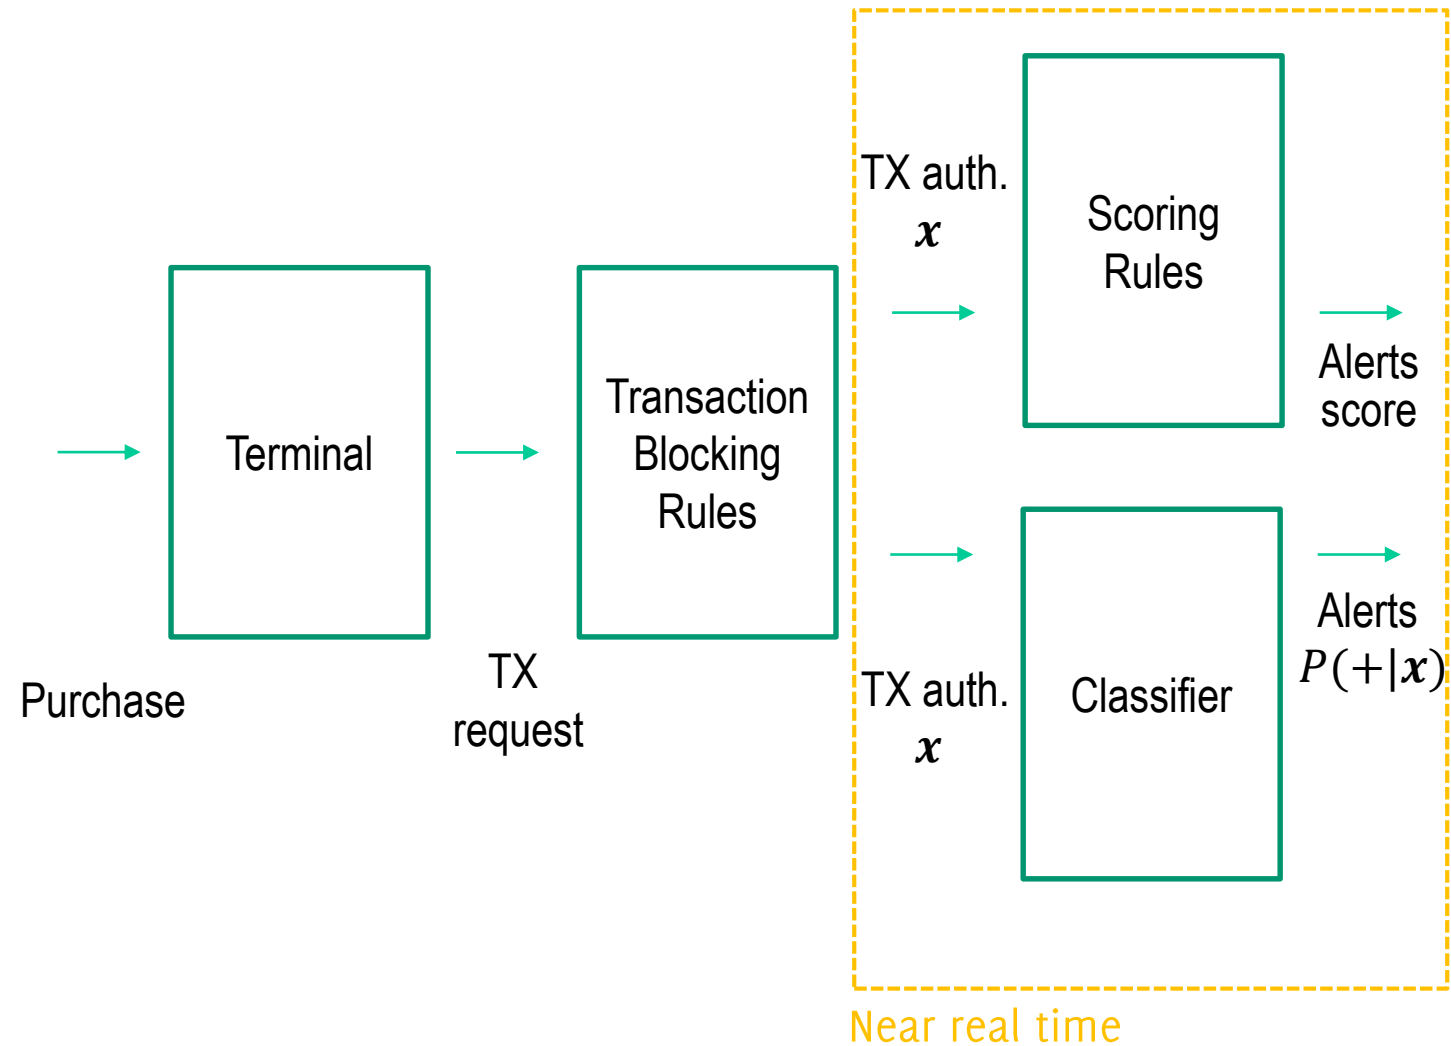 Purchase
Terminal
TX
request
Transaction
Blocking
Rules
TX auth.
x
Scoring
Rules
Alerts
score
TX auth.
x
Classifier
Alerts
P(+|x)
Near real time